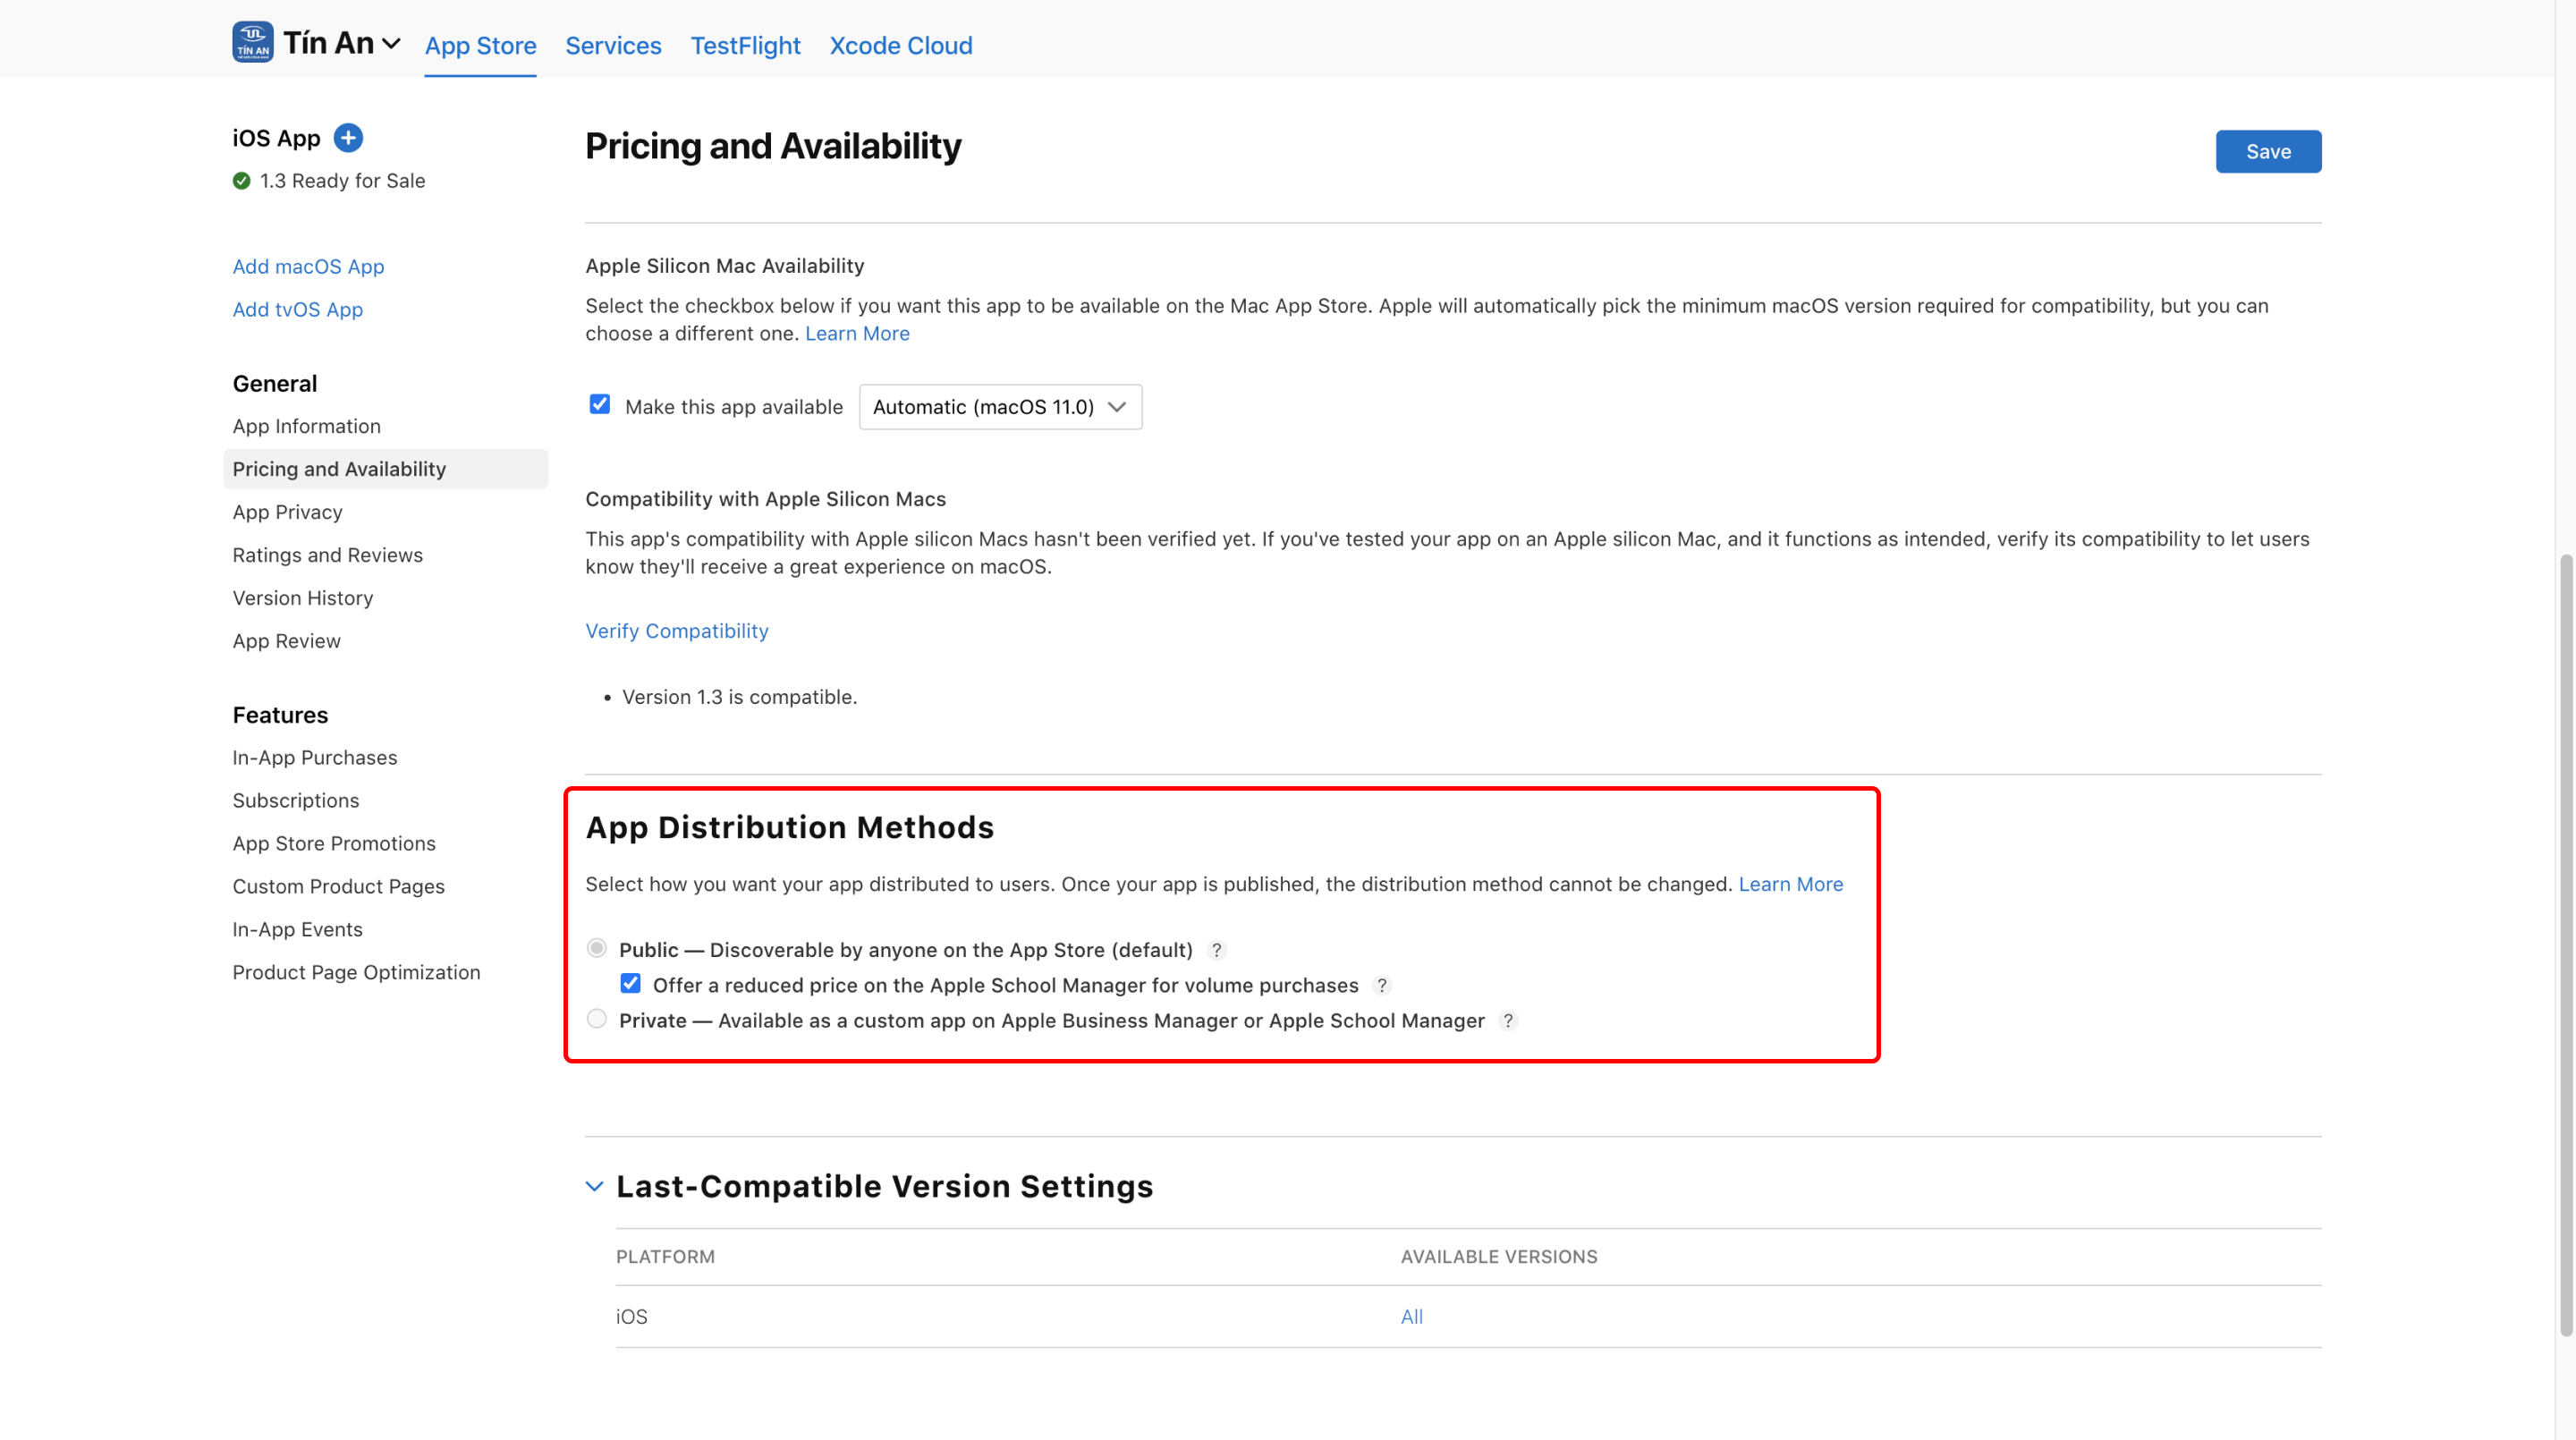 TÍN AN
Tín An
App Store
Services
TestFlight
Xcode Cloud
iOS App
1.3 Ready for Sale
Add macOS App
Add tvOS App
General
App Information
Pricing and Availability
App Privacy
Ratings and Reviews
Version History
App Review
Features
In-App Purchases
Subscriptions
App Store Promotions
Custom Product Pages
In-App Events
Product Page Optimization
Pricing and Availability
Save
Apple Silicon Mac Availability
Select the checkbox below if you want this app to be available on the Mac App Store. Apple will automatically pick the minimum macOS version required for compatibility, but you can
choose a different one. Learn More
Make this app available
Automatic (macOS 11.0)
Compatibility with Apple Silicon Macs
This app's compatibility with Apple silicon Macs hasn't been verified yet. If you've tested your app on an Apple silicon Mac, and it functions as intended, verify its compatibility to let users
know they'll receive a great experience on macOS.
Verify Compatibility
• Version 1.3 is compatible.
App Distribution Methods
Select how you want your app distributed to users. Once your app is published, the distribution method cannot be changed. Learn More
Public — Discoverable by anyone on the App Store (default) ?
Offer a reduced price on the Apple School Manager for volume purchases ?
Private — Available as a custom app on Apple Business Manager or Apple School Manager ?
Last-Compatible Version Settings
PLATFORM
AVAILABLE VERSIONS
iOS
All